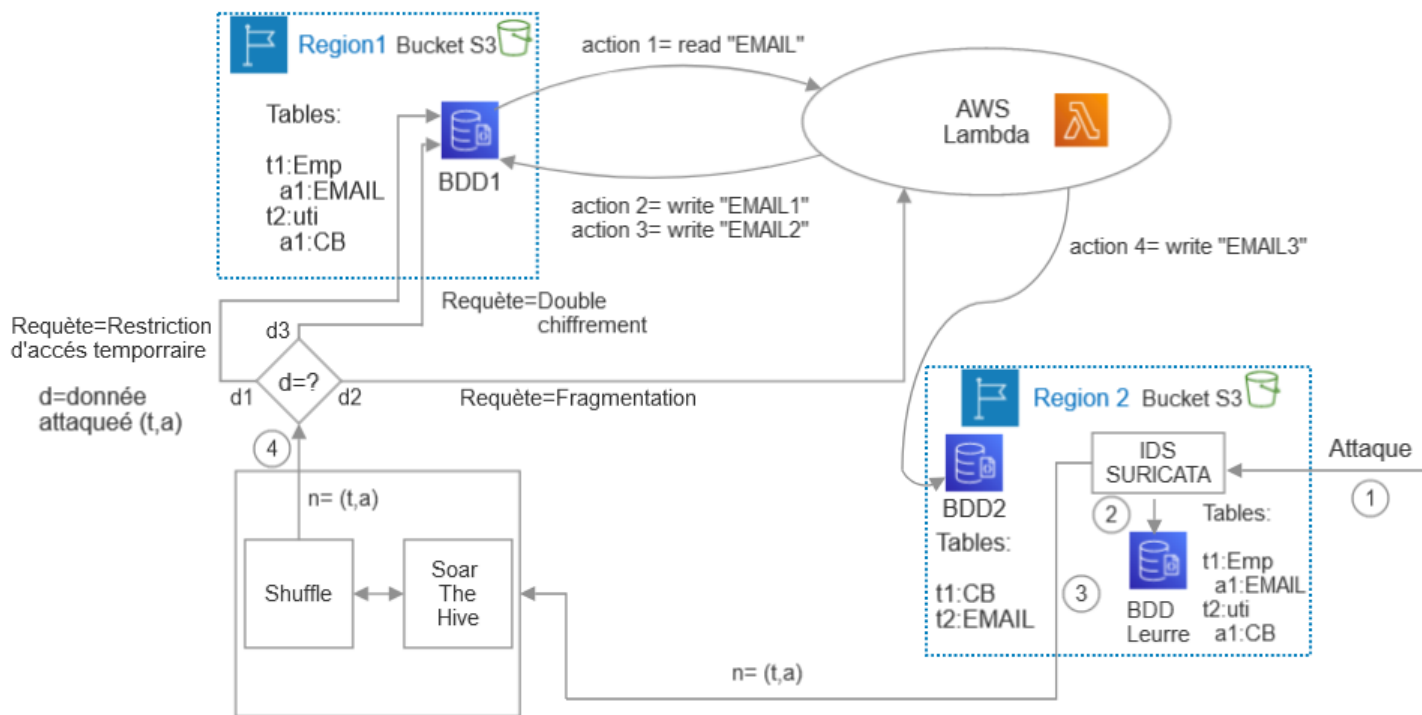 Region1 Bucket S3
Tables:
t1:Emp
a1:EMAIL
t2:uti
a1:CB
BDD1
action 1= read "EMAIL"
AWS
Lambda
action 2= write "EMAIL1"
action 3= write "EMAIL2"
action 4= write "EMAIL3"
Requète=Restriction
d'accés temporraire
d=donnée
attaqueé (t,a)
Requète=Double
chiffrement
d3
d=?
d1
d2
Requète=Fragmentation
4
n= (t,a)
Shuffle
Soar
The
Hive
Region 2 Bucket S3
BDD2
Tables:
t1:CB
t2:EMAIL
IDS
SURICATA
Attaque
1
2
Tables:
t1:Emp
a1:EMAIL
t2:uti
a1:CB
BDD
Leurre
3
n= (t,a)